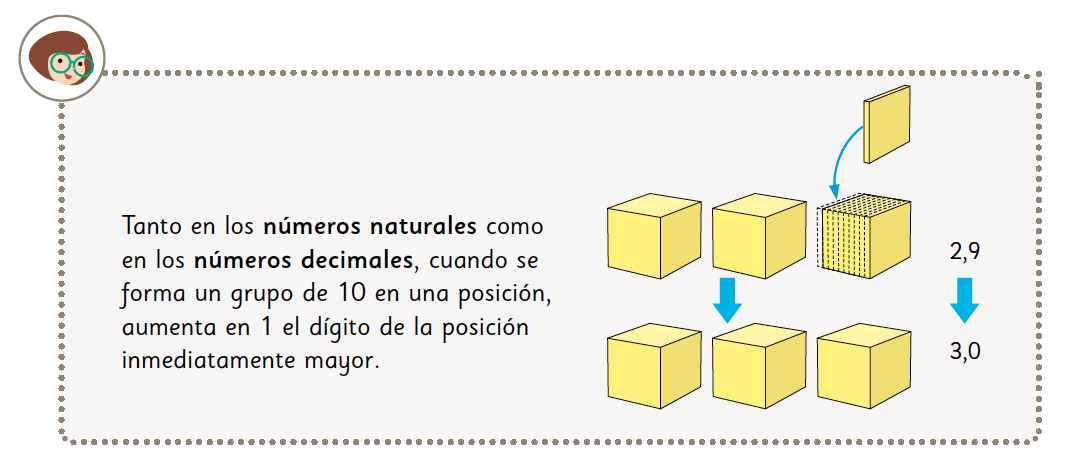 Tanto en los números naturales como
en los números decimales, cuando se
forma un grupo de 10 en una posición,
aumenta en 1 el dígito de la posición
inmediatamente mayor.
2,9
3,0